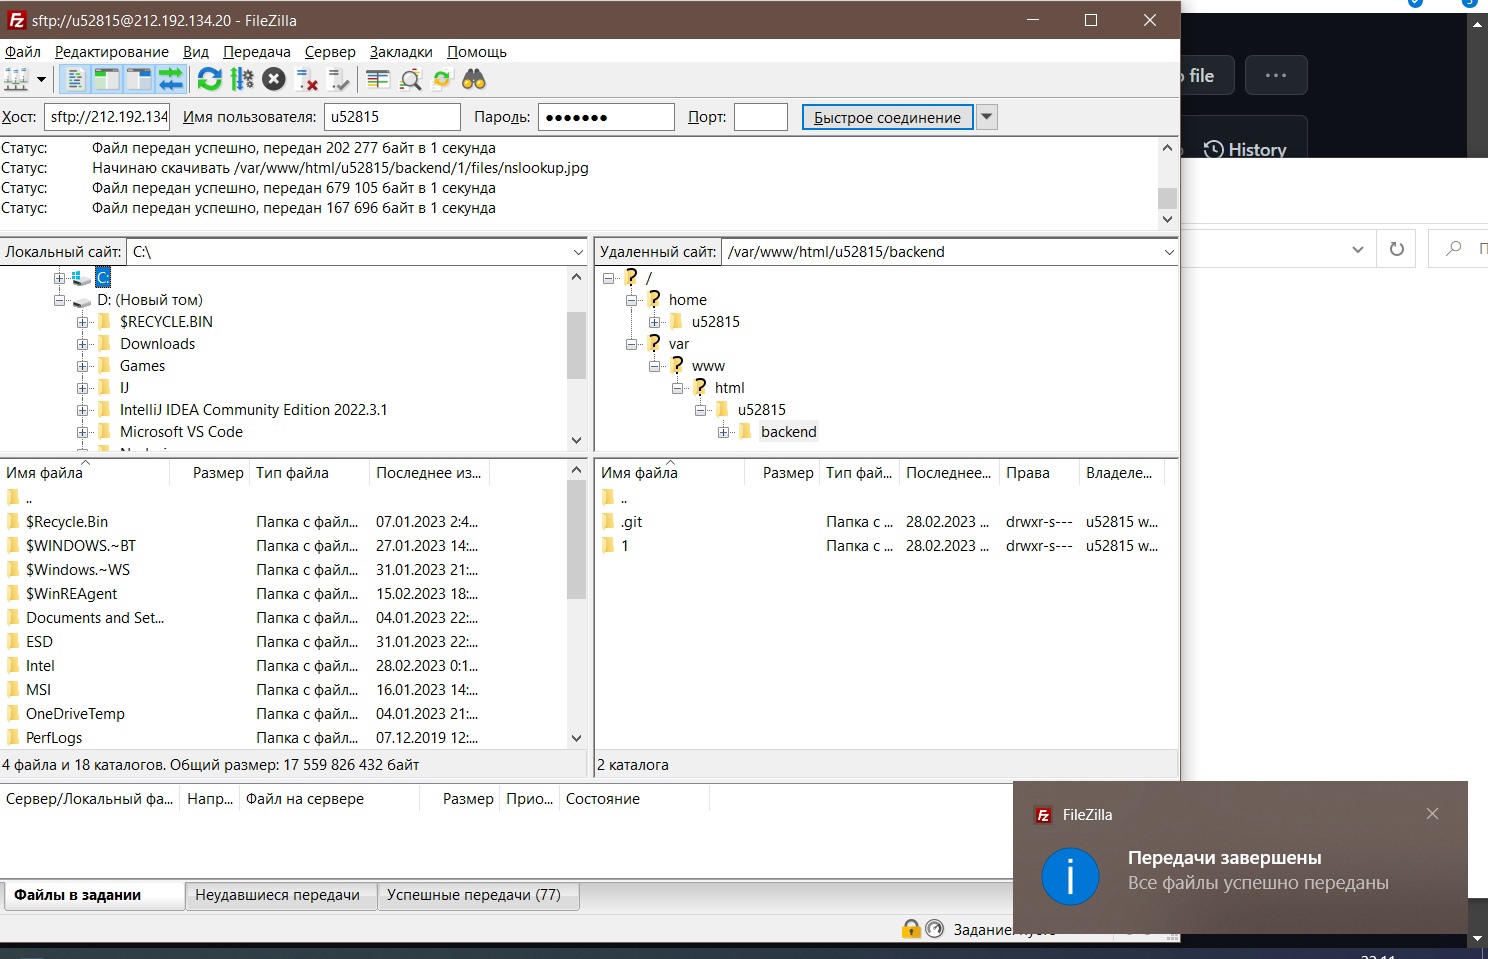 sftp://u52815@212.192.134.20 - FileZilla
Файл Редактирование Вид Передача Сервер Закладки Помощь
Хост: sftp://212.192.134 Имя пользователя: u52815 Пароль: ●●●●●●● Порт: Быстрое соединение
Статус: Файл передан успешно, передан 202 277 байт в 1 секунда
Статус: Начинаю скачивать /var/www/html/u52815/backend/1/files/nslookup.jpg
Статус: Файл передан успешно, передан 679 105 байт в 1 секунда
Статус: Файл передан успешно, передан 167 696 байт в 1 секунда
Локальный сайт: C:\
C:
D: (Новый том)
$RECYCLE.BIN
Downloads
Games
IJ
IntelliJ IDEA Community Edition 2022.3.1
Microsoft VS Code
Удаленный сайт: /var/www/html/u52815/backend
/
home
u52815
var
www
html
u52815
backend
Имя файла Размер Тип файла Последнее из...
..
$Recycle.Bin Папка с файл... 07.01.2023 2:4...
$WINDOWS.~BT Папка с файл... 27.01.2023 14:...
$Windows.~WS Папка с файл... 31.01.2023 21:...
$WinREAgent Папка с файл... 15.02.2023 18:...
Documents and Set... Папка с файл... 04.01.2023 22:...
ESD Папка с файл... 31.01.2023 22:...
Intel Папка с файл... 28.02.2023 0:1...
MSI Папка с файл... 16.01.2023 14:...
OneDriveTemp Папка с файл... 04.01.2023 21:...
PerfLogs Папка с файл... 07.12.2019 12:...
4 файла и 18 каталогов. Общий размер: 17 559 826 432 байт
Имя файла Размер Тип фай... Последнее... Права Владеле...
..
.git Папка с ... 28.02.2023 ... drwxr-s--- u52815 w...
1 Папка с ... 28.02.2023 ... drwxr-s--- u52815 w...
2 каталога
Сервер/Локальный фа... Напр... Файл на сервере Размер Прио... Состояние
Файлы в задании Неудавшиеся передачи Успешные передачи (77)
file
History
FileZilla
Передачи завершены
Все файлы успешно переданы